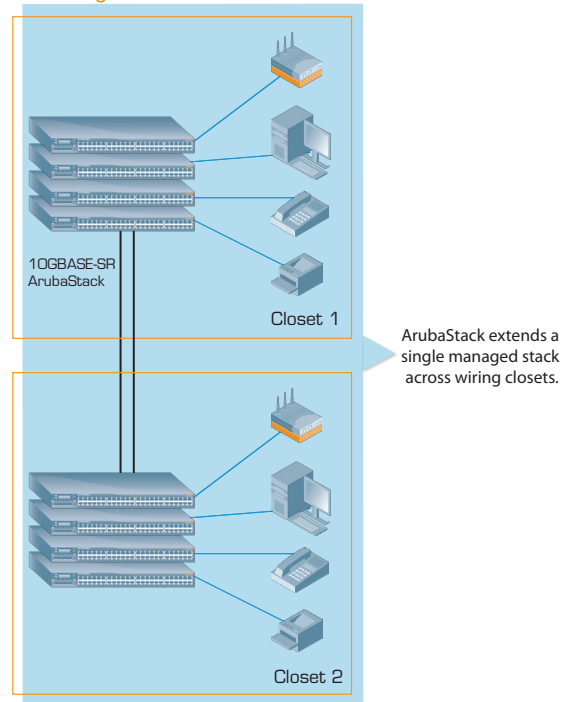 10GBASE-SR
ArubaStack
Closet 1
ArubaStack extends a
single managed stack
across wiring closets.
Closet 2